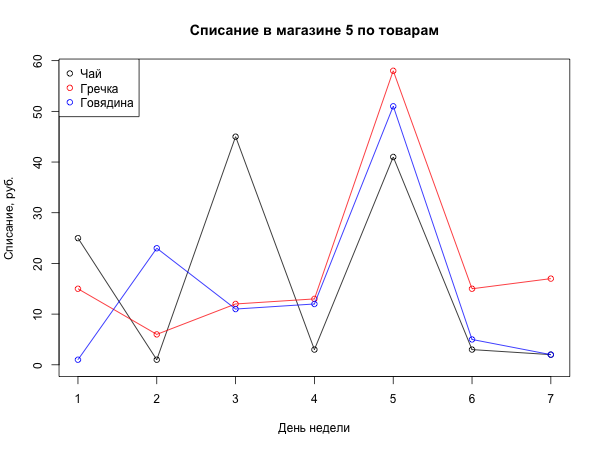 Списание в магазине 5 по товарам
Чай
Гречка
Говядина
Списание, руб.
60
50
40
30
20
10
0
1 2 3 4 5 6 7
День недели